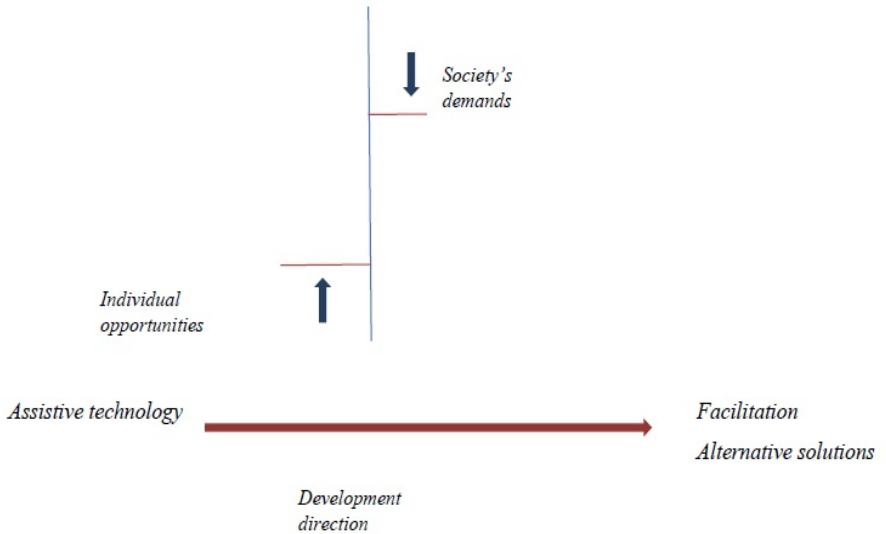 Society’s
demands
Individual
opportunities
Assistive technology
Facilitation
Alternative solutions
Development
direction